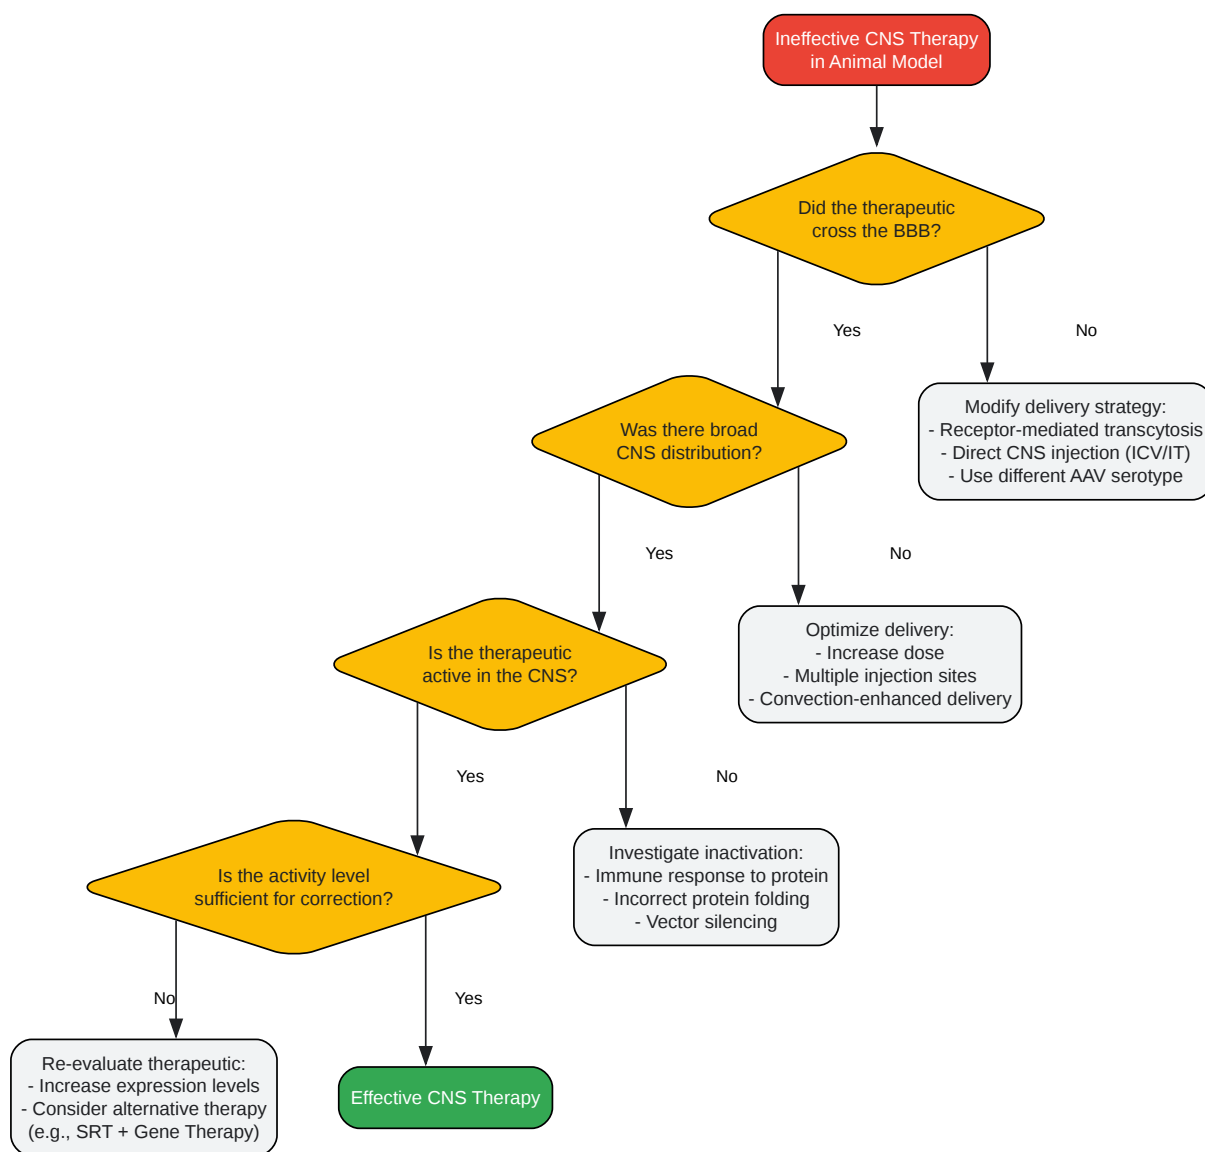 Ineffective CNS Therapy
in Animal Model
Did the therapeutic
cross the BBB?
Yes
No
Was there broad
CNS distribution?
Modify delivery strategy:
- Receptor-mediated transcytosis
- Direct CNS injection (ICV/IT)
- Use different AAV serotype
Yes
No
Is the therapeutic
active in the CNS?
Optimize delivery:
- Increase dose
- Multiple injection sites
- Convection-enhanced delivery
Yes
No
Is the activity level
sufficient for correction?
Investigate inactivation:
- Immune response to protein
- Incorrect protein folding
- Vector silencing
No
Yes
Re-evaluate therapeutic:
- Increase expression levels
- Consider alternative therapy
(e.g., SRT + Gene Therapy)
Effective CNS Therapy